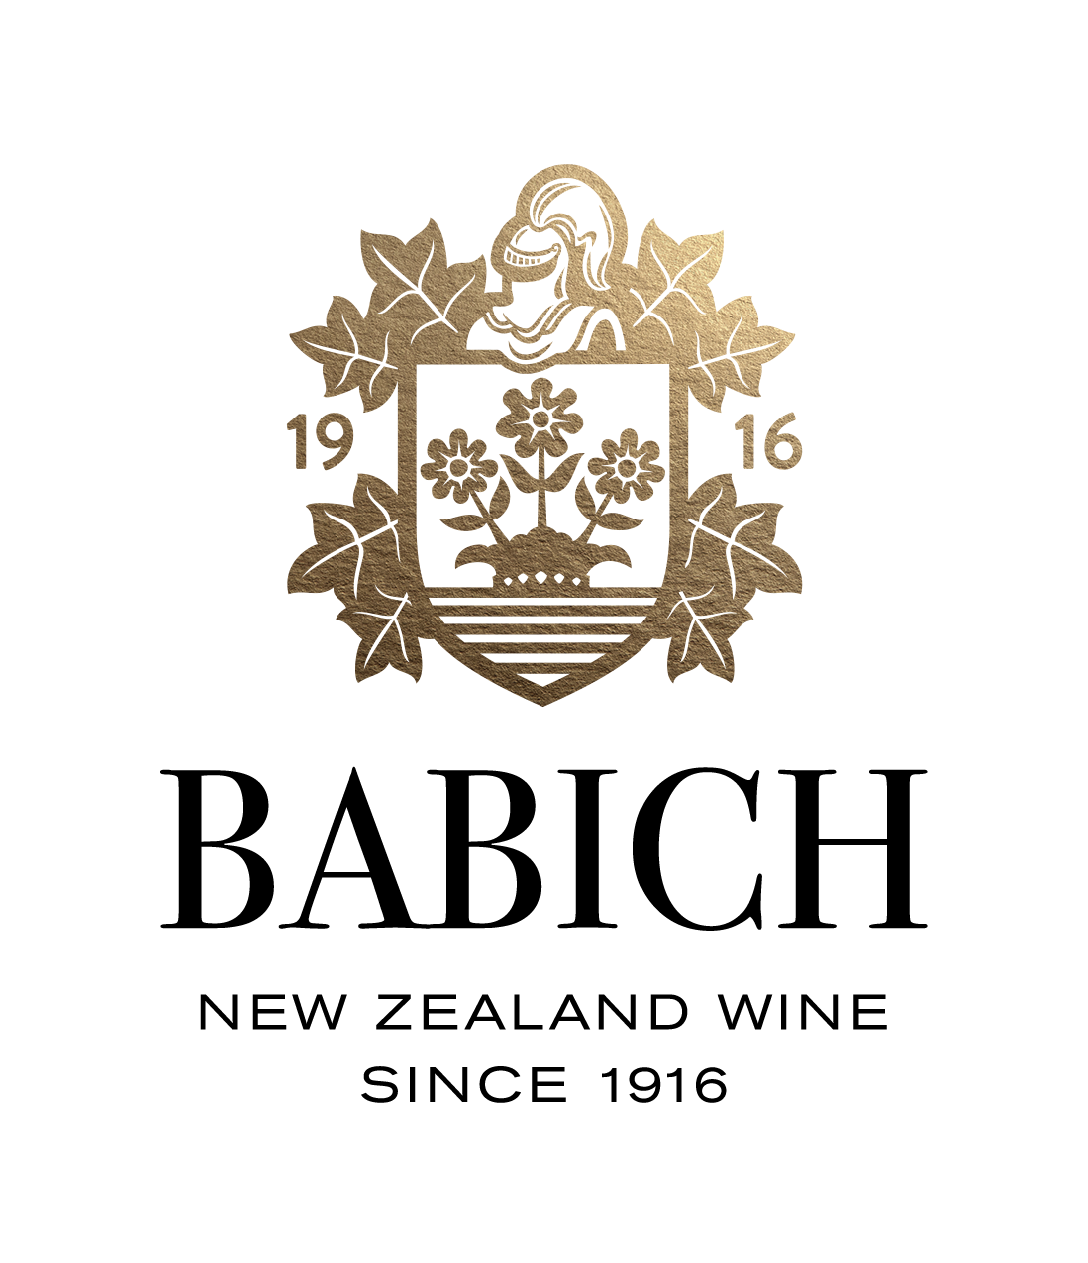 19 16
BABICH
NEW ZEALAND WINE
SINCE 1916